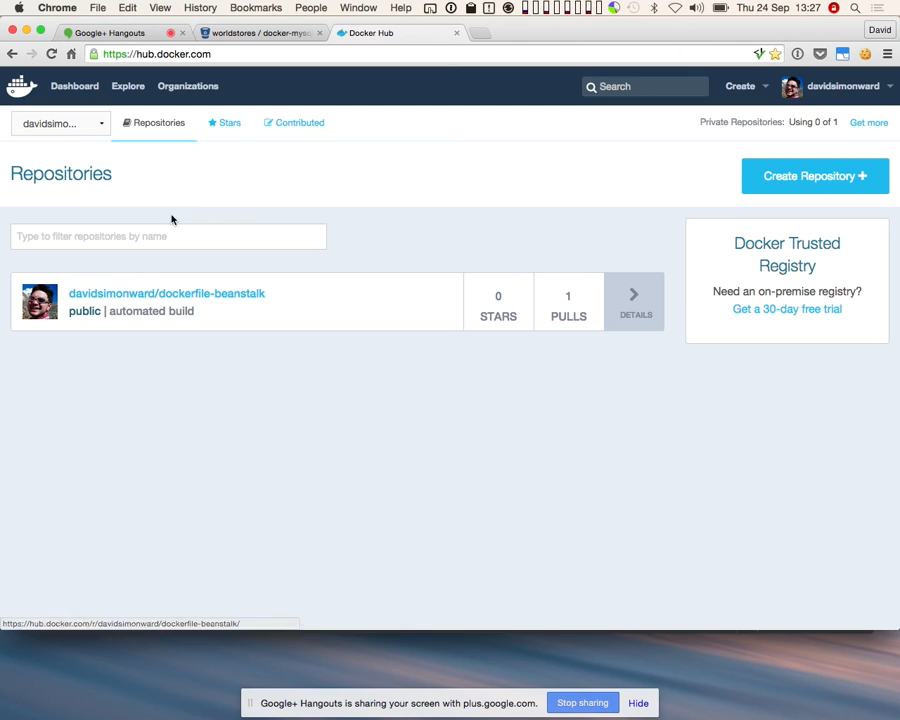 Chrome File Edit View History Bookmarks People Window Help Thu 24 Sep 13:27
Google+ Hangouts
worldstores / docker-mysq
Docker Hub
David
https://hub.docker.com
Dashboard Explore Organizations
Search
Create davidsimonward
davidsimo...
Repositories Stars Contributed
Private Repositories: Using 0 of 1 Get more
Repositories
Create Repository +
Type to filter repositories by name
davidsimonward/dockerfile-beanstalk
public | automated build
0
STARS
1
PULLS
DETAILS
Docker Trusted
Registry
Need an on-premise registry?
Get a 30-day free trial
https://hub.docker.com/r/davidsimonward/dockerfile-beanstalk/
Google+ Hangouts is sharing your screen with plus.google.com. Stop sharing Hide